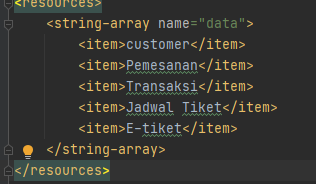 <resources>
    <string-array name="data">
        <item>customer</item>
        <item>Pemesanan</item>
        <item>Transaksi</item>
        <item>Jadwal Tiket</item>
        <item>E-tiket</item>
    </string-array>
</resources>